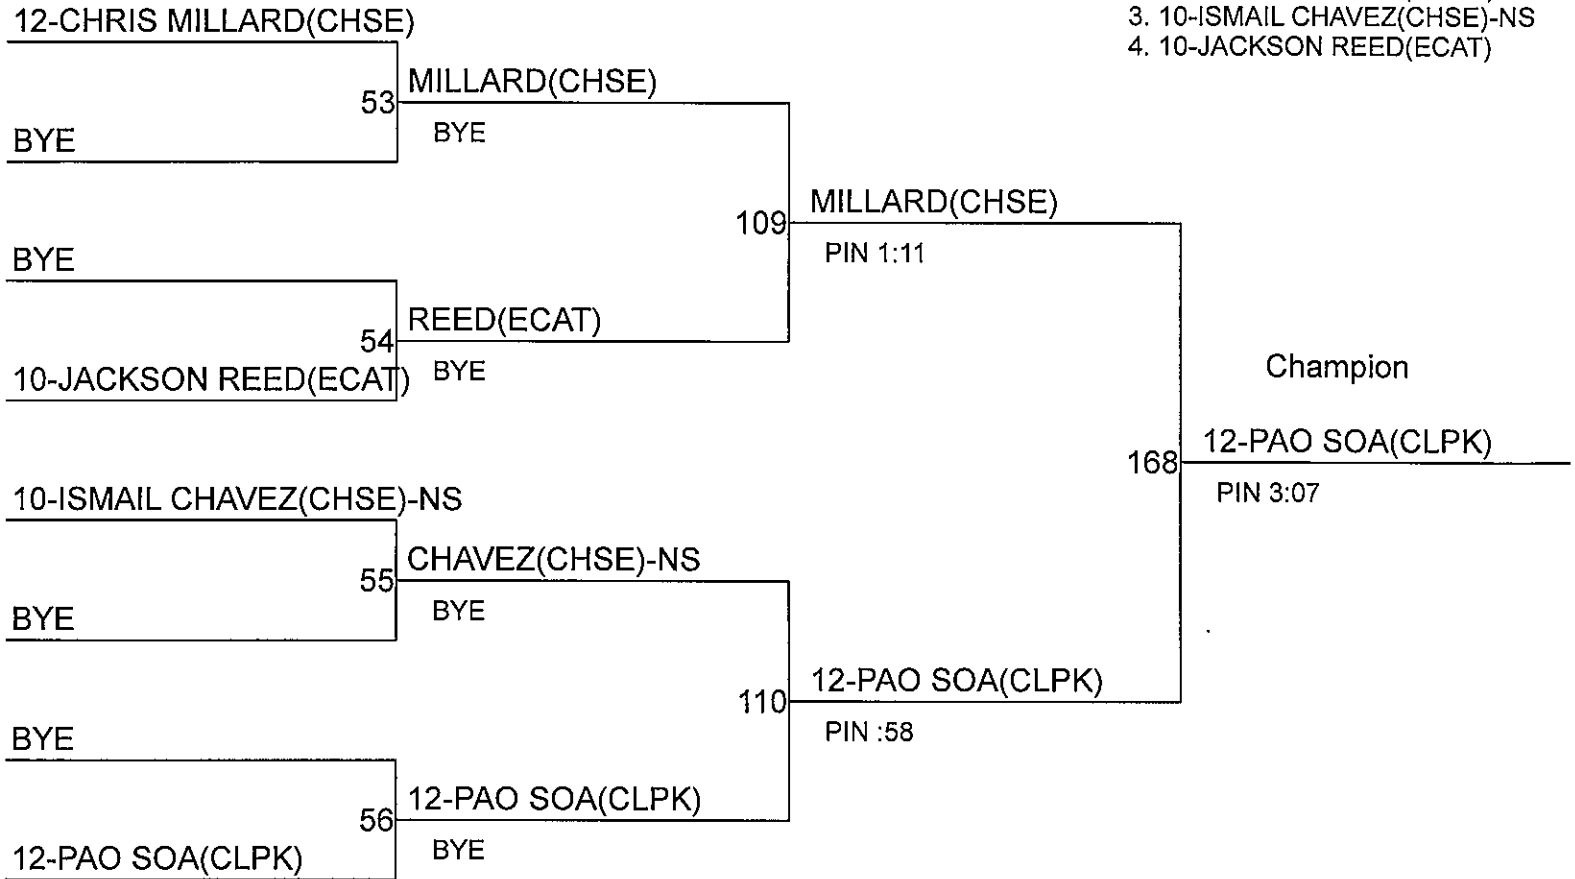 12-CHRIS MILLARD(CHSE)
3. 10-ISMAIL CHAVEZ(CHSE)-NS
4. 10-JACKSON REED(ECAT)
53
MILLARD(CHSE)
BYE
BYE
109
MILLARD(CHSE)
PIN 1:11
BYE
54
REED(ECAT)
BYE
10-JACKSON REED(ECAT)
Champion
168
12-PAO SOA(CLPK)
PIN 3:07
10-ISMAIL CHAVEZ(CHSE)-NS
55
CHAVEZ(CHSE)-NS
BYE
BYE
110
12-PAO SOA(CLPK)
PIN :58
BYE
56
12-PAO SOA(CLPK)
BYE
12-PAO SOA(CLPK)